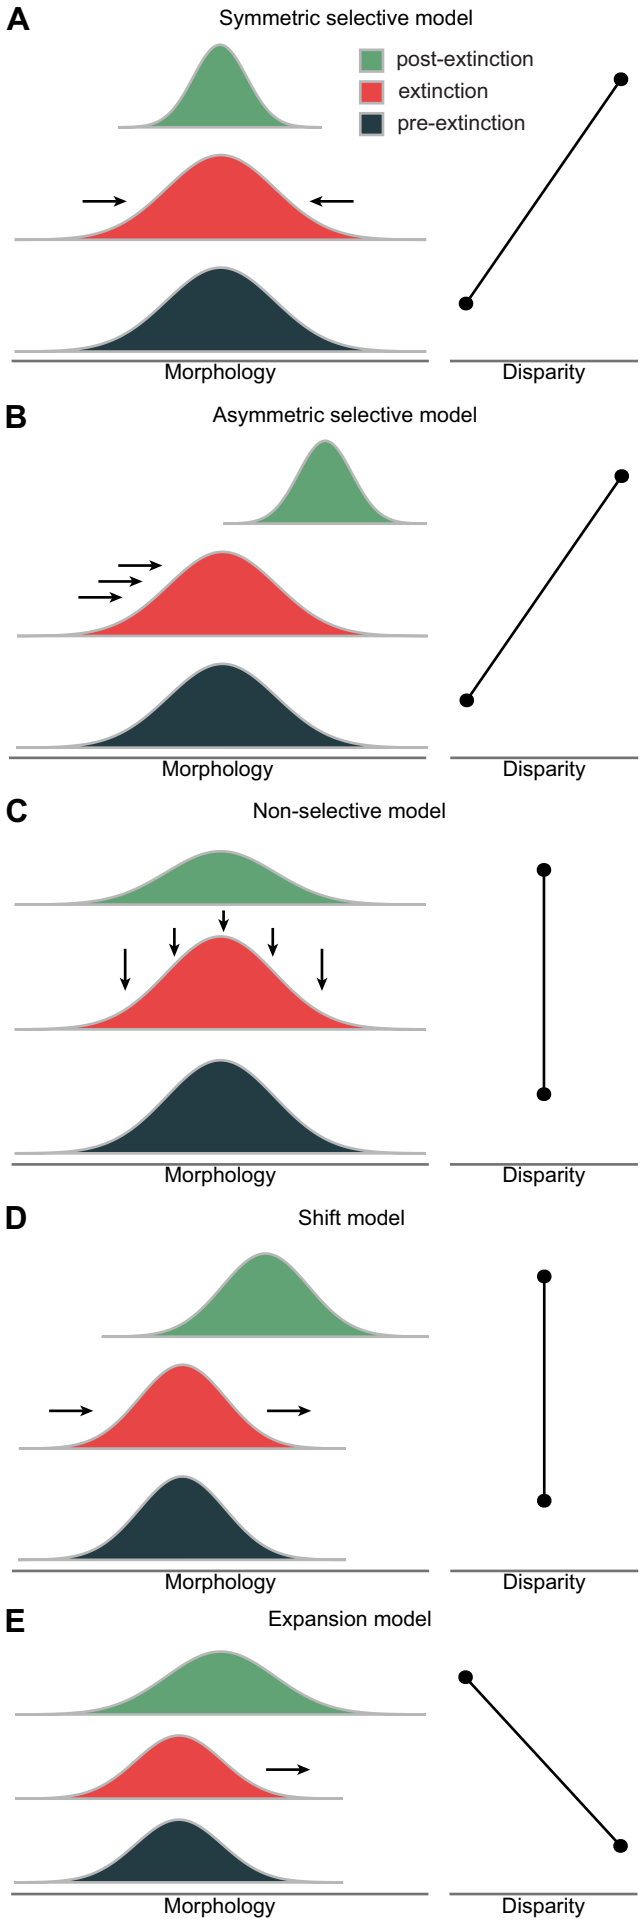 A
Symmetric selective model
post-extinction
extinction
pre-extinction
Morphology
Disparity
B
Asymmetric selective model
Morphology
Disparity
C
Non-selective model
Morphology
Disparity
D
Shift model
Morphology
Disparity
E
Expansion model
Morphology
Disparity